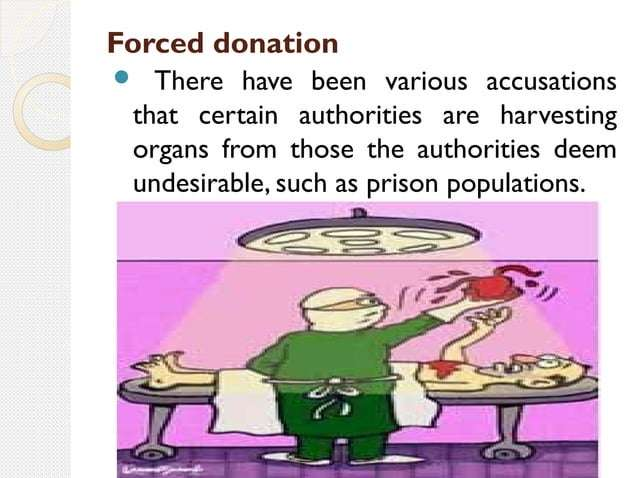 Forced donation
There have been various accusations
that certain authorities are harvesting
organs from those the authorities deem
undesirable, such as prison populations.